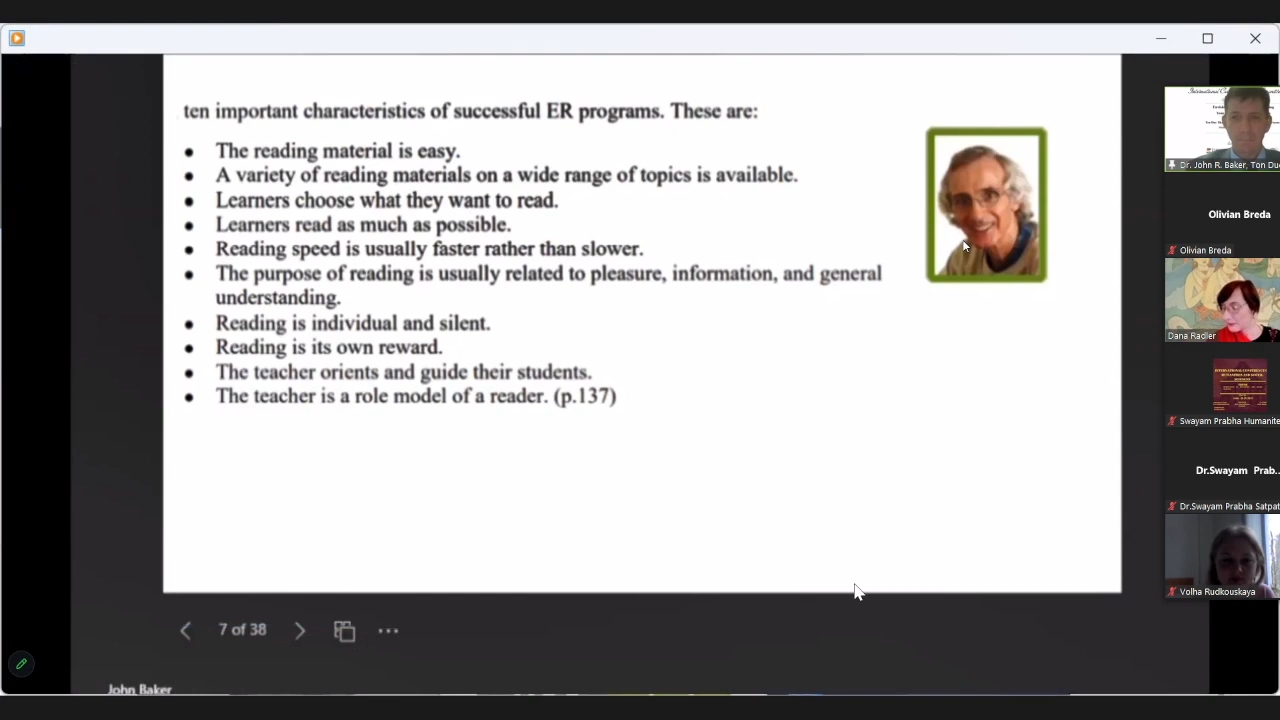 ten important characteristics of successful ER programs. These are:
● The reading material is easy.
● A variety of reading materials on a wide range of topics is available.
● Learners choose what they want to read.
● Learners read as much as possible.
● Reading speed is usually faster rather than slower.
● The purpose of reading is usually related to pleasure, information, and general
understanding.
● Reading is individual and silent.
● Reading is its own reward.
● The teacher orients and guide their students.
● The teacher is a role model of a reader. (p.137)
7 of 38
John Baker
Dr. John R. Baker, Ton Du
Olivian Breda
Olivian Breda
Dana Radler
Swayam Prabha Humanite
Dr.Swayam Prab...
Dr.Swayam Prabha Satpat
Volha Rudkouskaya